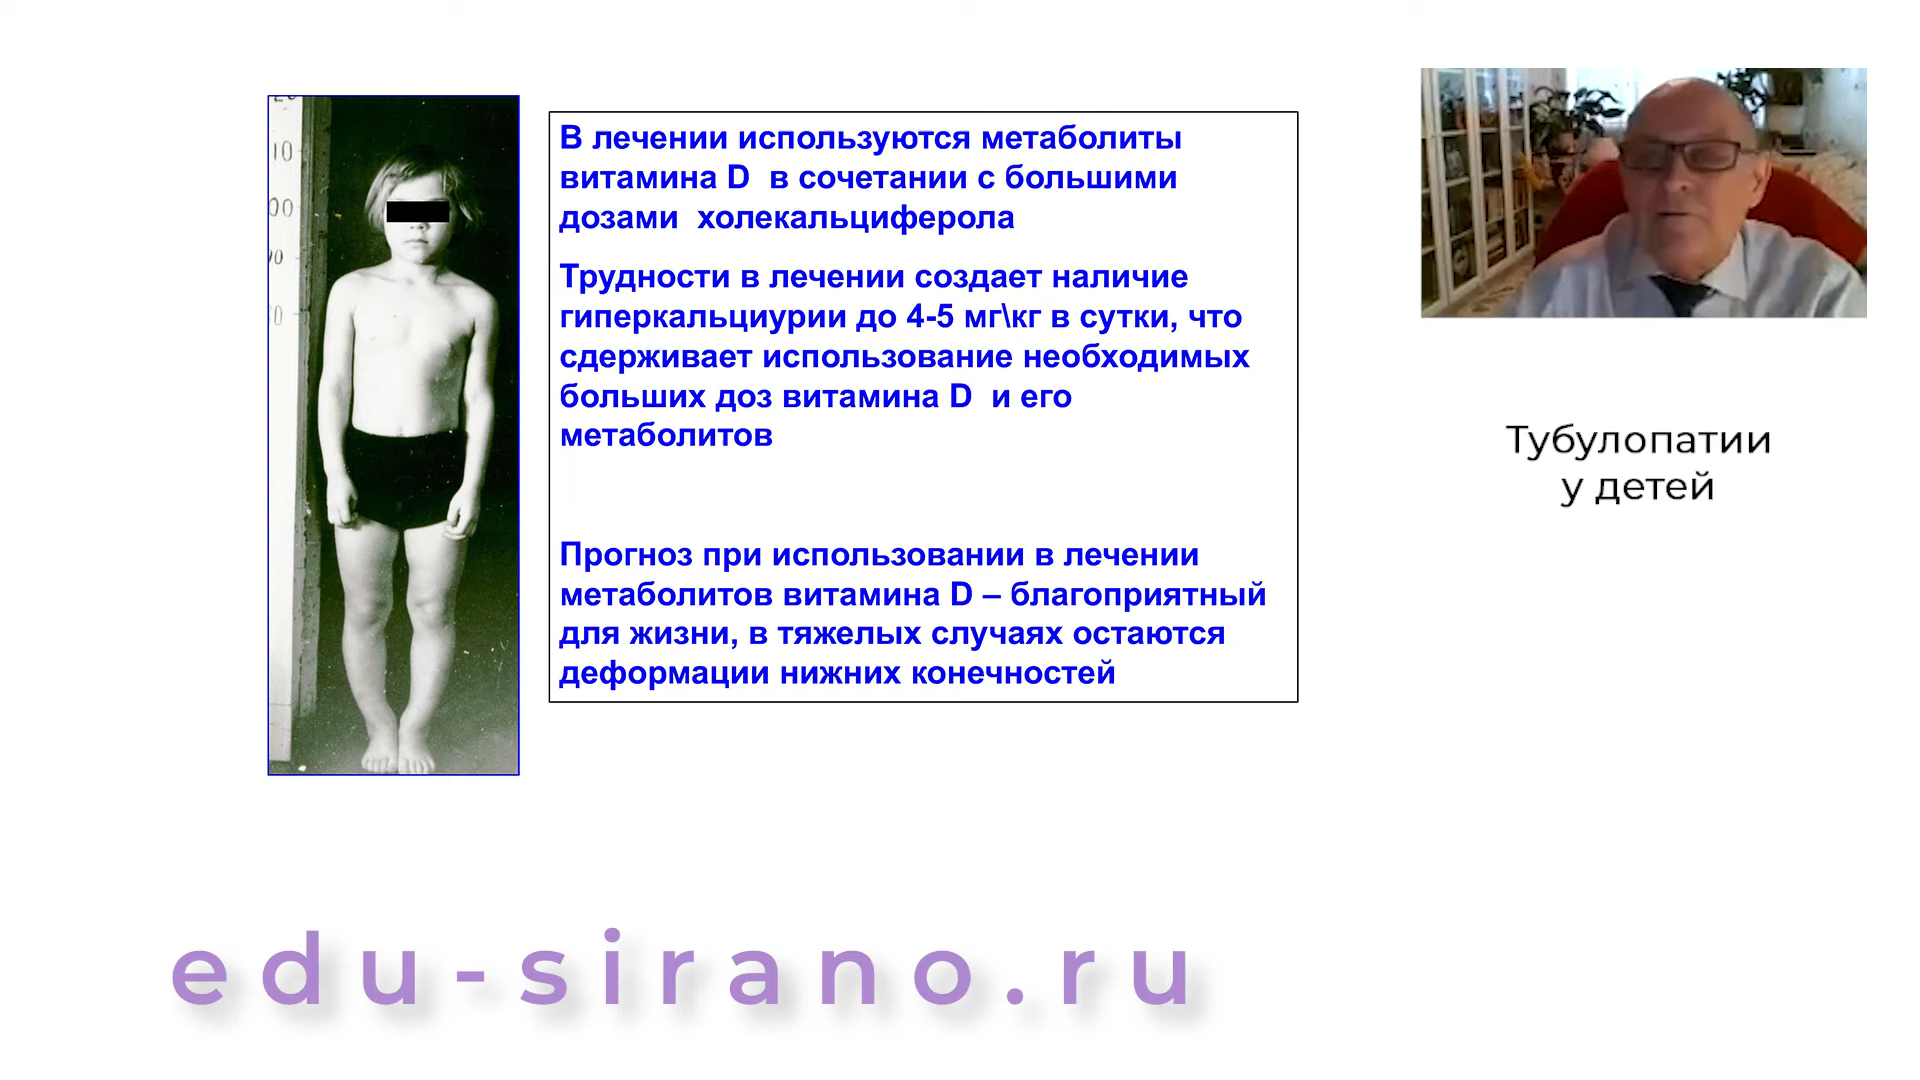 В лечении используются метаболиты
витамина D в сочетании с большими
дозами холекальциферола
Трудности в лечении создает наличие
гиперкальциурии до 4-5 мг\кг в сутки, что
сдерживает использование необходимых
больших доз витамина D и его
метаболитов
Прогноз при использовании в лечении
метаболитов витамина D – благоприятный
для жизни, в тяжелых случаях остаются
деформации нижних конечностей
Тубулопатии
у детей
edu-sirano.ru